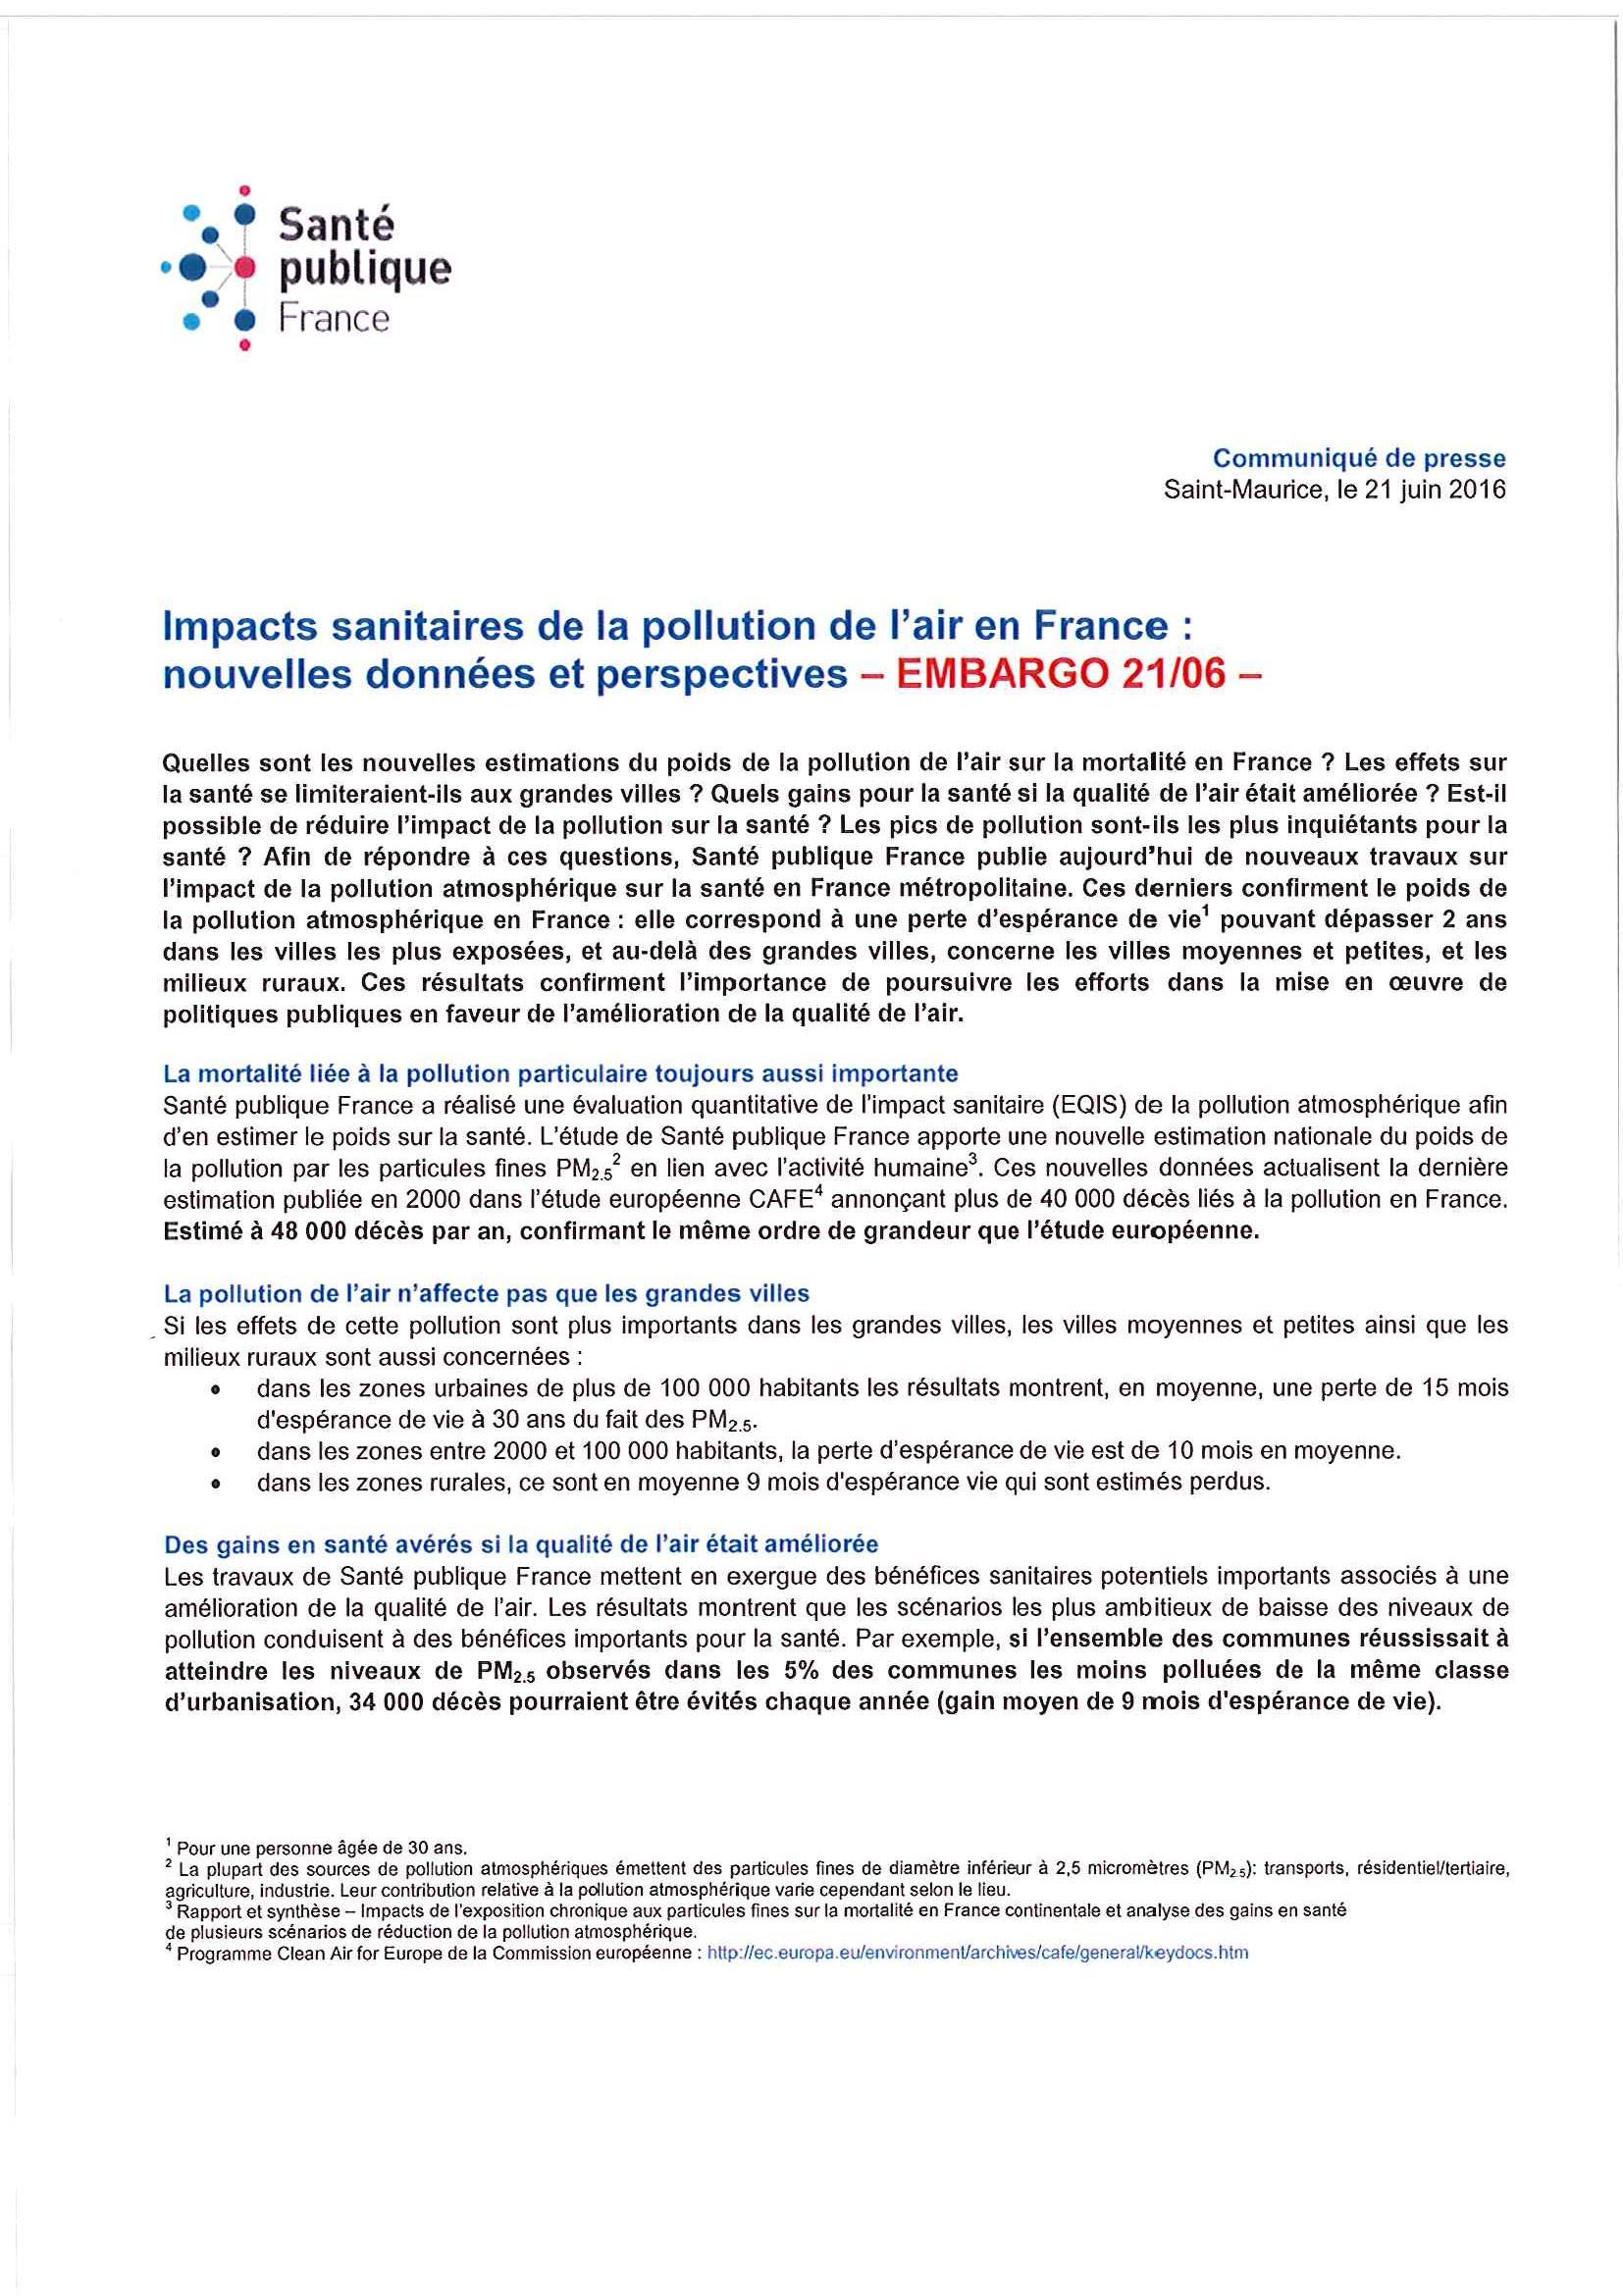 Santé
publique
France
Communiqué de presse
Saint-Maurice, le 21 juin 2016
Impacts sanitaires de la pollution de l'air en France :
nouvelles données et perspectives – EMBARGO 21/06 –
Quelles sont les nouvelles estimations du poids de la pollution de l'air sur la mortalité en France ? Les effets sur
la santé se limiteraient-ils aux grandes villes ? Quels gains pour la santé si la qualité de l'air était améliorée ? Est-il
possible de réduire l'impact de la pollution sur la santé ? Les pics de pollution sont-ils les plus inquiétants pour la
santé ? Afin de répondre à ces questions, Santé publique France publie aujourd'hui de nouveaux travaux sur
l'impact de la pollution atmosphérique sur la santé en France métropolitaine. Ces derniers confirment le poids de
la pollution atmosphérique en France : elle correspond à une perte d'espérance de vie¹ pouvant dépasser 2 ans
dans les villes les plus exposées, et au-delà des grandes villes, concerne les villes moyennes et petites, et les
milieux ruraux. Ces résultats confirment l'importance de poursuivre les efforts dans la mise en œuvre de
politiques publiques en faveur de l'amélioration de la qualité de l'air.
La mortalité liée à la pollution particulaire toujours aussi importante
Santé publique France a réalisé une évaluation quantitative de l'impact sanitaire (EQIS) de la pollution atmosphérique afin
d'en estimer le poids sur la santé. L'étude de Santé publique France apporte une nouvelle estimation nationale du poids de
la pollution par les particules fines PM2.5² en lien avec l'activité humaine³. Ces nouvelles données actualisent la dernière
estimation publiée en 2000 dans l'étude européenne CAFE⁴ annonçant plus de 40 000 décès liés à la pollution en France.
Estimé à 48 000 décès par an, confirmant le même ordre de grandeur que l'étude européenne.
La pollution de l'air n'affecte pas que les grandes villes
Si les effets de cette pollution sont plus importants dans les grandes villes, les villes moyennes et petites ainsi que les
milieux ruraux sont aussi concernées :
• dans les zones urbaines de plus de 100 000 habitants les résultats montrent, en moyenne, une perte de 15 mois
d'espérance de vie à 30 ans du fait des PM2.5.
• dans les zones entre 2000 et 100 000 habitants, la perte d'espérance de vie est de 10 mois en moyenne.
• dans les zones rurales, ce sont en moyenne 9 mois d'espérance vie qui sont estimés perdus.
Des gains en santé avérés si la qualité de l'air était améliorée
Les travaux de Santé publique France mettent en exergue des bénéfices sanitaires potentiels importants associés à une
amélioration de la qualité de l'air. Les résultats montrent que les scénarios les plus ambitieux de baisse des niveaux de
pollution conduisent à des bénéfices importants pour la santé. Par exemple, si l'ensemble des communes réussissait à
atteindre les niveaux de PM2.5 observés dans les 5% des communes les moins polluées de la même classe
d'urbanisation, 34 000 décès pourraient être évités chaque année (gain moyen de 9 mois d'espérance de vie).
¹ Pour une personne âgée de 30 ans.
² La plupart des sources de pollution atmosphériques émettent des particules fines de diamètre inférieur à 2,5 micromètres (PM2.5): transports, résidentiel/tertiaire,
agriculture, industrie. Leur contribution relative à la pollution atmosphérique varie cependant selon le lieu.
³ Rapport et synthèse – Impacts de l'exposition chronique aux particules fines sur la mortalité en France continentale et analyse des gains en santé
de plusieurs scénarios de réduction de la pollution atmosphérique.
⁴ Programme Clean Air for Europe de la Commission européenne : http://ec.europa.eu/environment/archives/cafe/general/keydocs.htm